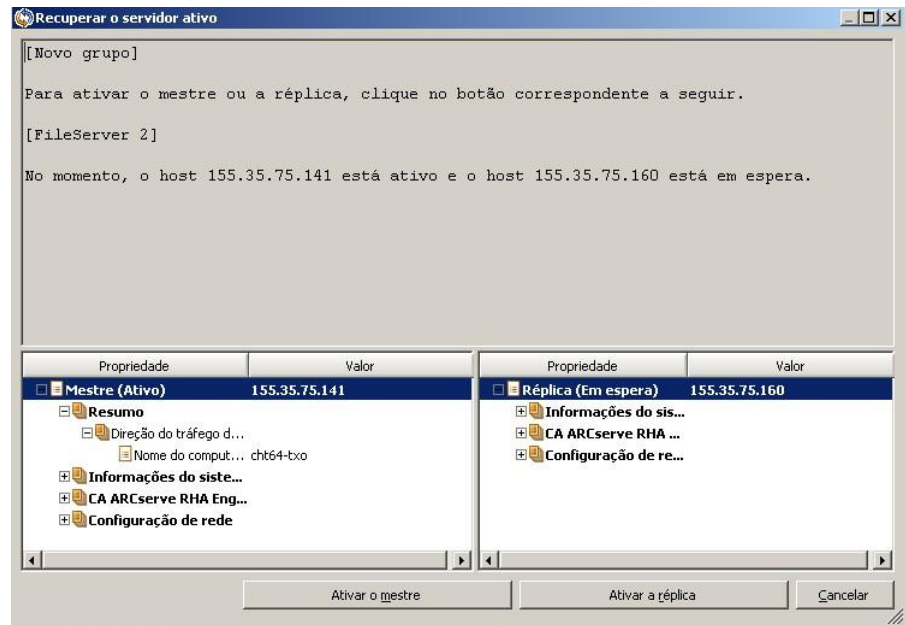 Recuperar o servidor ativo
[Novo grupo]
Para ativar o mestre ou a réplica, clique no botão correspondente a seguir.
[FileServer 2]
No momento, o host 155.35.75.141 está ativo e o host 155.35.75.160 está em espera.
Propriedade Valor
Mestre (Ativo) 155.35.75.141
Resumo
Direção do tráfego d...
Nome do comput... cht64-txo
Informações do siste...
CA ARCserve RHA Eng...
Configuração de rede
Propriedade Valor
Réplica (Em espera) 155.35.75.160
Informações do sis...
CA ARCserve RHA ...
Configuração de re...
Ativar o mestre
Ativar a réplica
Cancelar